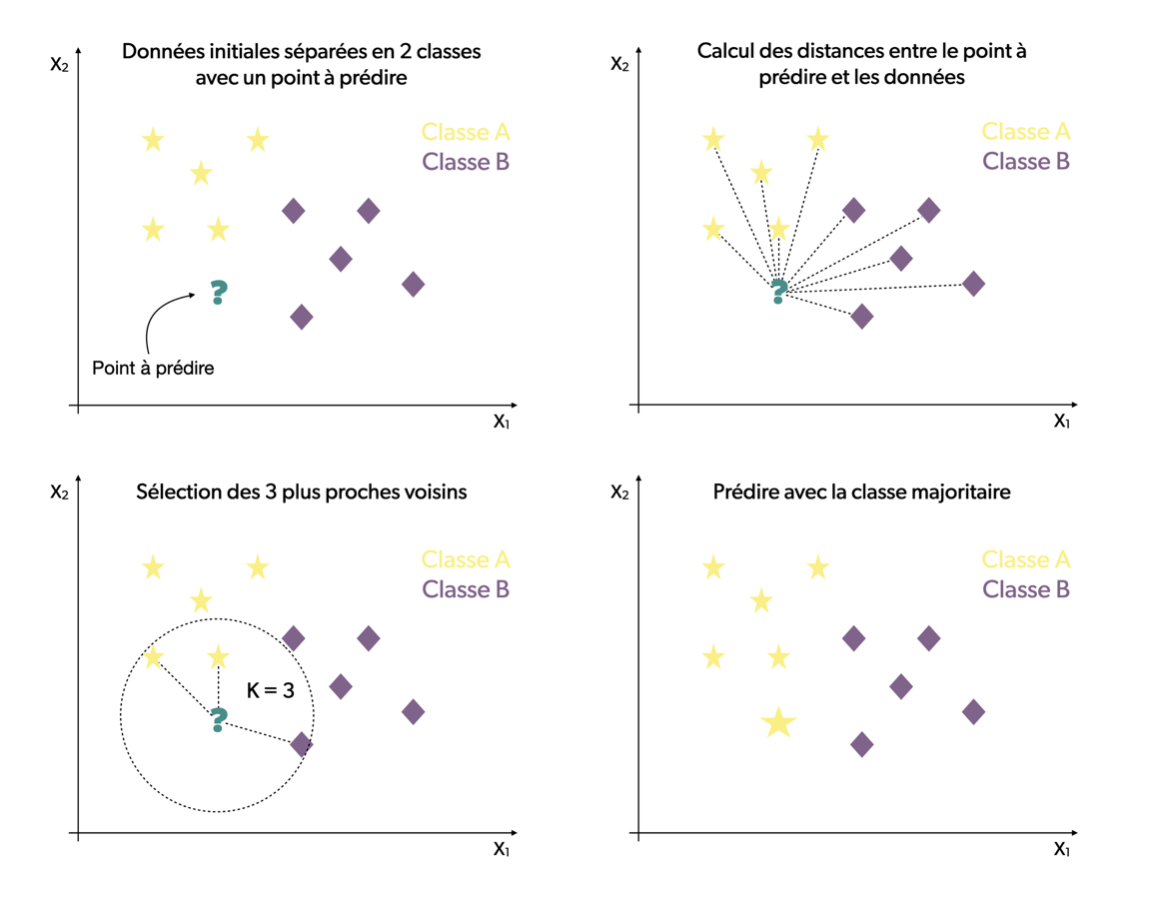 Données initiales séparées en 2 classes
avec un point à prédire
X₂
Classe A
Classe B
?
Point à prédire
X₁
Calcul des distances entre le point à
prédire et les données
X₂
Classe A
Classe B
?
X₁
Sélection des 3 plus proches voisins
X₂
Classe A
Classe B
K = 3
?
X₁
Prédire avec la classe majoritaire
X₂
Classe A
Classe B
X₁